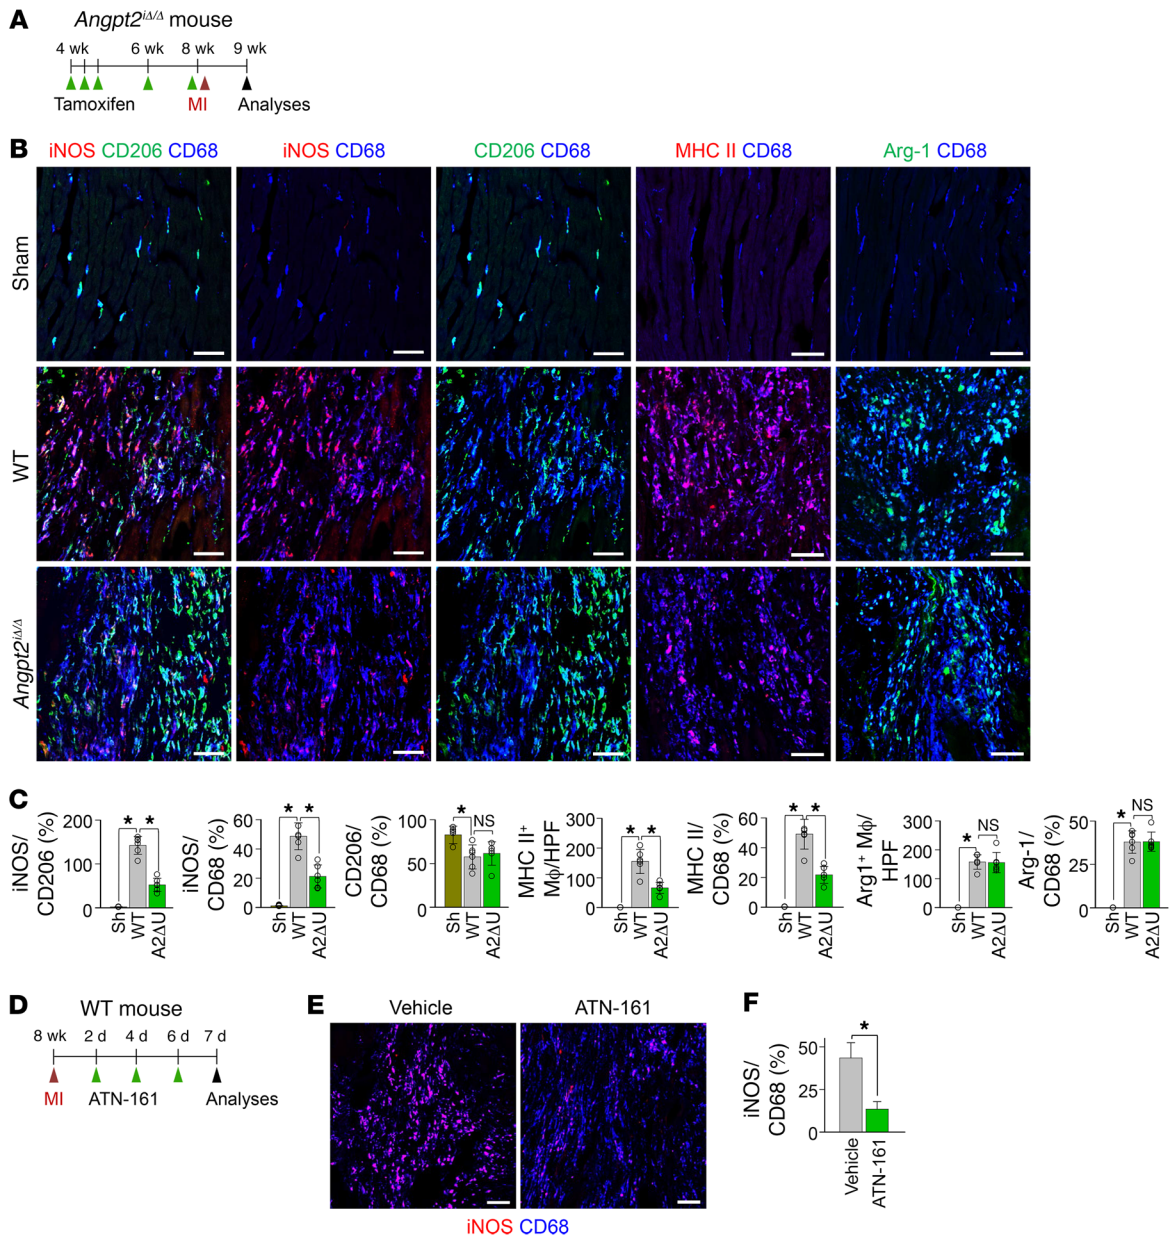 A
Angpt2iΔ/Δ mouse
4 wk 6 wk 8 wk 9 wk
Tamoxifen MI Analyses
B
iNOS CD206 CD68 iNOS CD68 CD206 CD68 MHC II CD68 Arg-1 CD68
Sham
WT
Angpt2iΔ/Δ
C
iNOS/
CD206 (%)
200
100
0
* *
Sh WT A2ΔU
iNOS/
CD68 (%)
60
40
20
0
* *
Sh WT A2ΔU
CD206/
CD68 (%)
100
50
0
* NS
Sh WT A2ΔU
MHC II+
Mϕ/HPF
300
200
100
0
* *
Sh WT A2ΔU
MHC II/
CD68 (%)
60
40
20
0
* *
Sh WT A2ΔU
Arg1+ Mϕ/
HPF
300
200
100
0
* NS
Sh WT A2ΔU
Arg-1/
CD68 (%)
50
25
0
* NS
Sh WT A2ΔU
D
WT mouse
8 wk 2 d 4 d 6 d 7 d
MI ATN-161 Analyses
E
Vehicle ATN-161
iNOS CD68
F
iNOS/
CD68 (%)
50
25
0
*
Vehicle
ATN-161